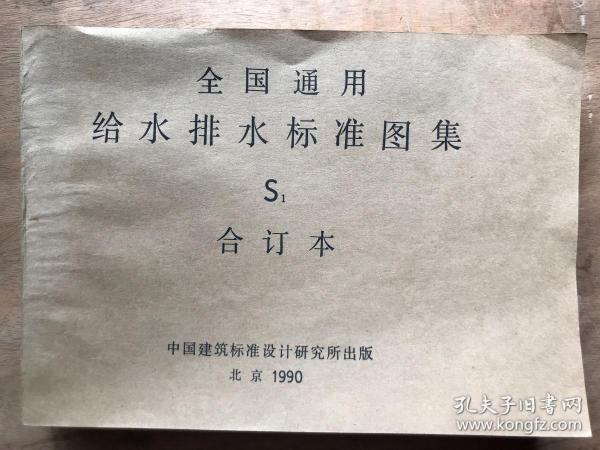 全国通用
给水排水标准图集
S₁
合订本
中国建筑标准设计研究所出版
北京 1990
孔夫子旧书网
www.kongfz.com